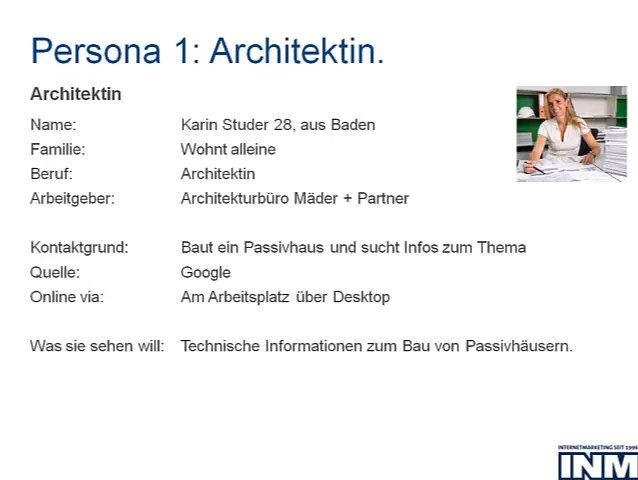 Persona 1: Architektin.
Architektin
Name: Karin Studer 28, aus Baden
Familie: Wohnt alleine
Beruf: Architektin
Arbeitgeber: Architekturbüro Mäder + Partner
Kontaktgrund: Baut ein Passivhaus und sucht Infos zum Thema
Quelle: Google
Online via: Am Arbeitsplatz über Desktop
Was sie sehen will: Technische Informationen zum Bau von Passivhäusern.
INTERNETMARKETING SEIT 1996
INM